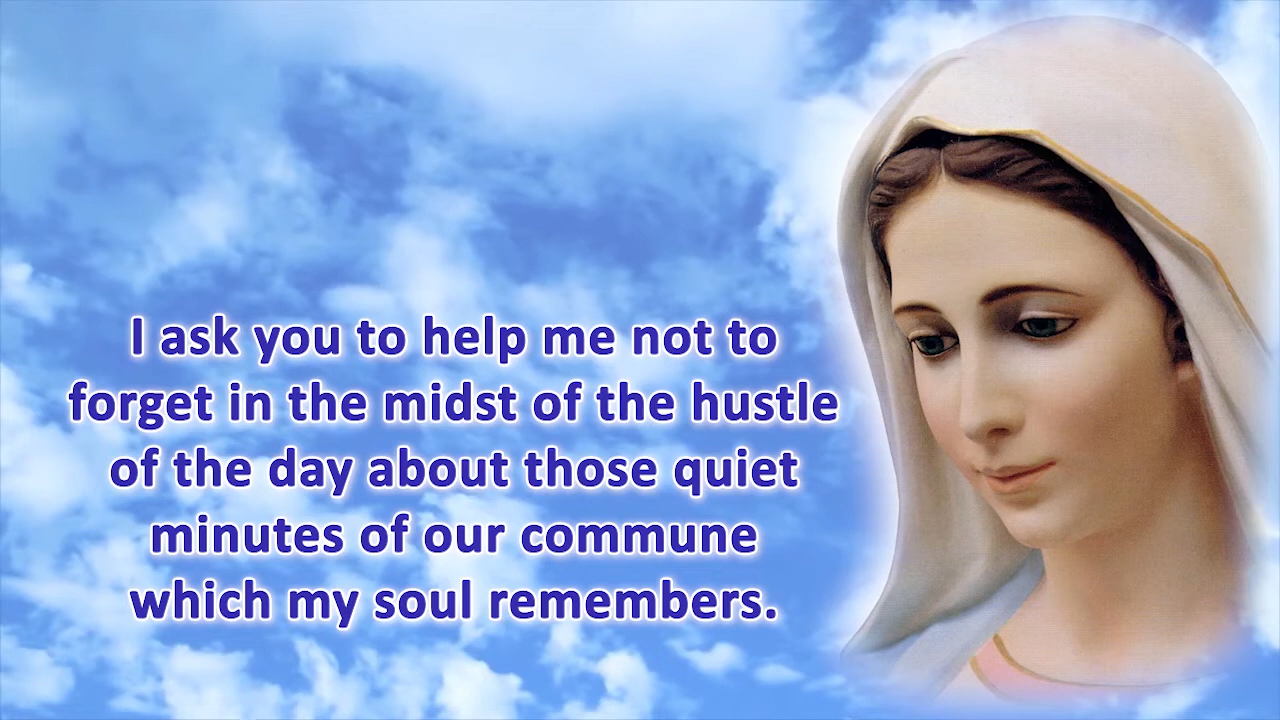 I ask you to help me not to
forget in the midst of the hustle
of the day about those quiet
minutes of our commune
which my soul remembers.